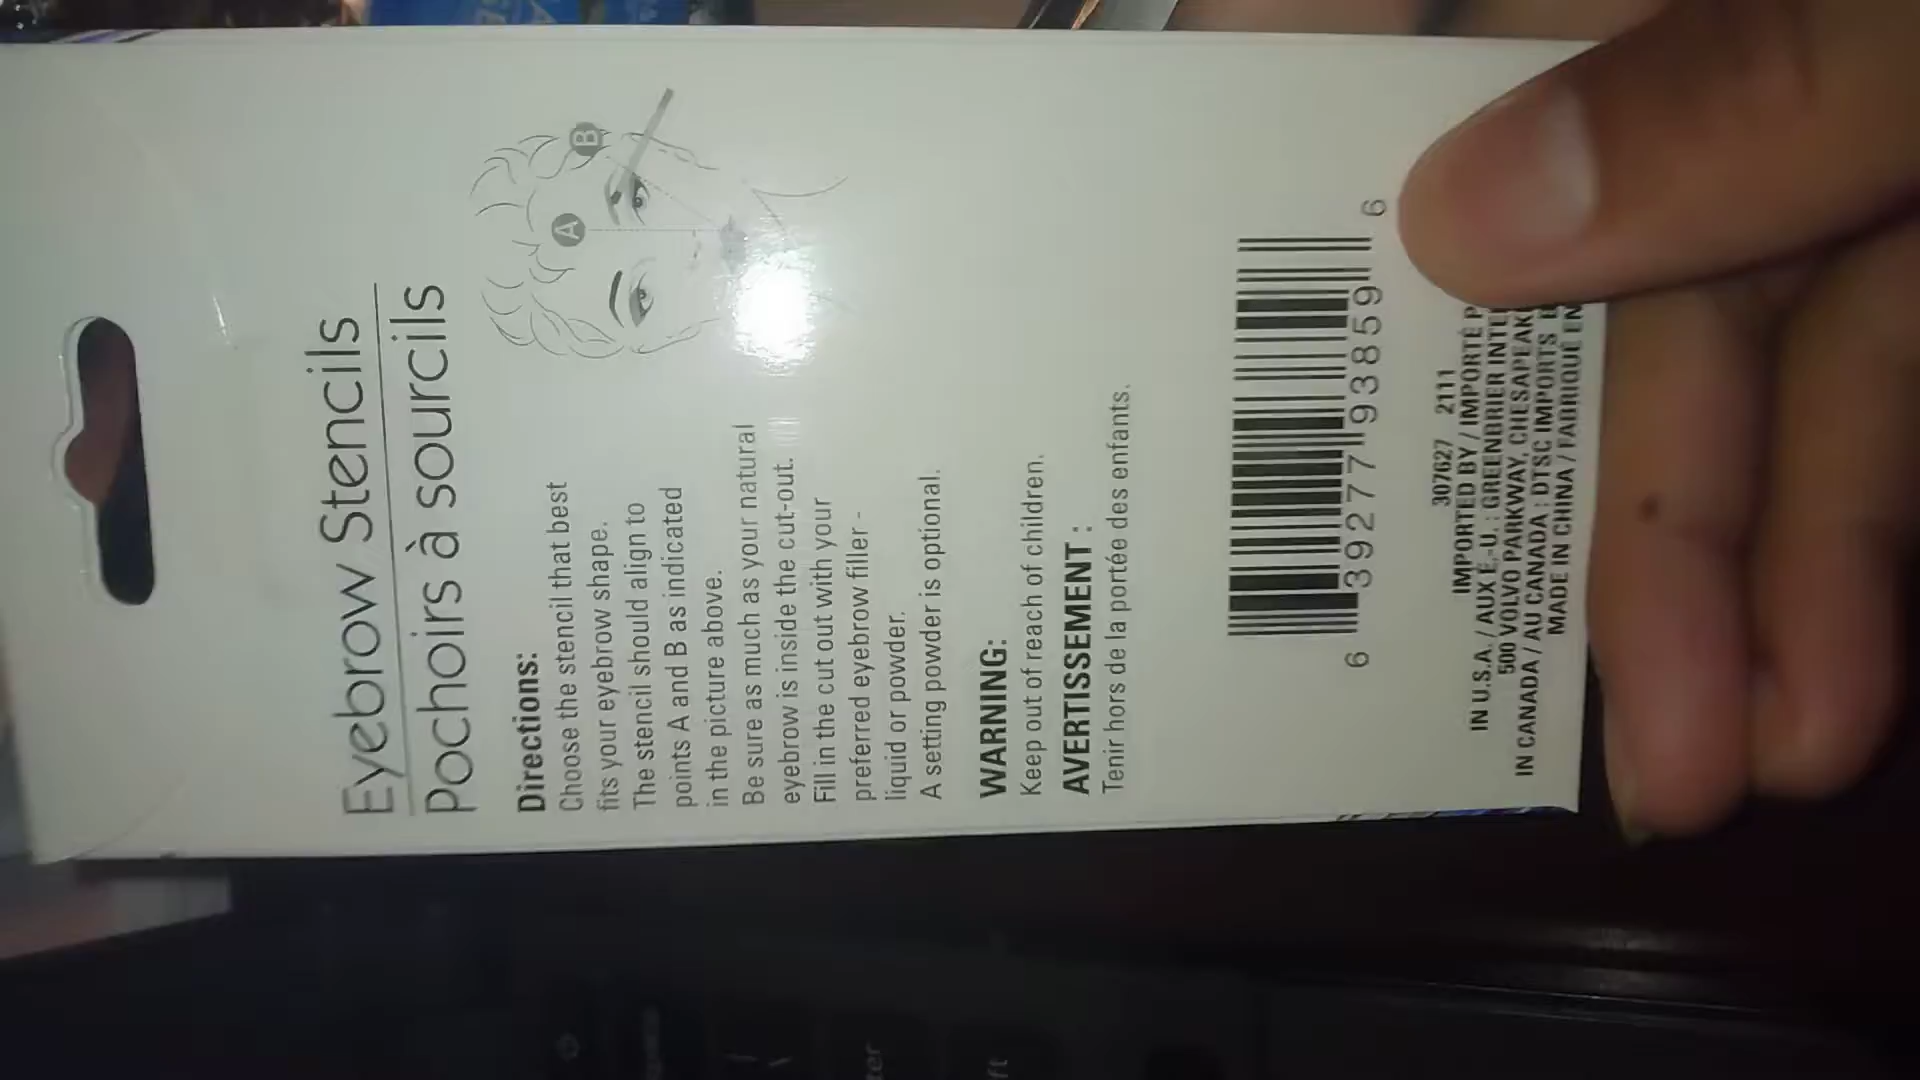 Eyebrow Stencils
Pochoirs à sourcils
A
B
Directions:
Choose the stencil that best
fits your eyebrow shape.
The stencil should align to
points A and B as indicated
in the picture above.
Be sure as much as your natural
eyebrow is inside the cut-out.
Fill in the cut out with your
preferred eyebrow filler -
liquid or powder.
A setting powder is optional.
WARNING:
Keep out of reach of children.
AVERTISSEMENT :
Tenir hors de la portée des enfants.
6 39277 93859 6
307627 2111
IMPORTED BY / IMPORTÉ P
IN U.S.A. / AUX É.-U. : GREENBRIER INTE
500 VOLVO PARKWAY, CHESAPEAK
IN CANADA / AU CANADA : DTSC IMPORTS
MADE IN CHINA / FABRIQUÉ EN